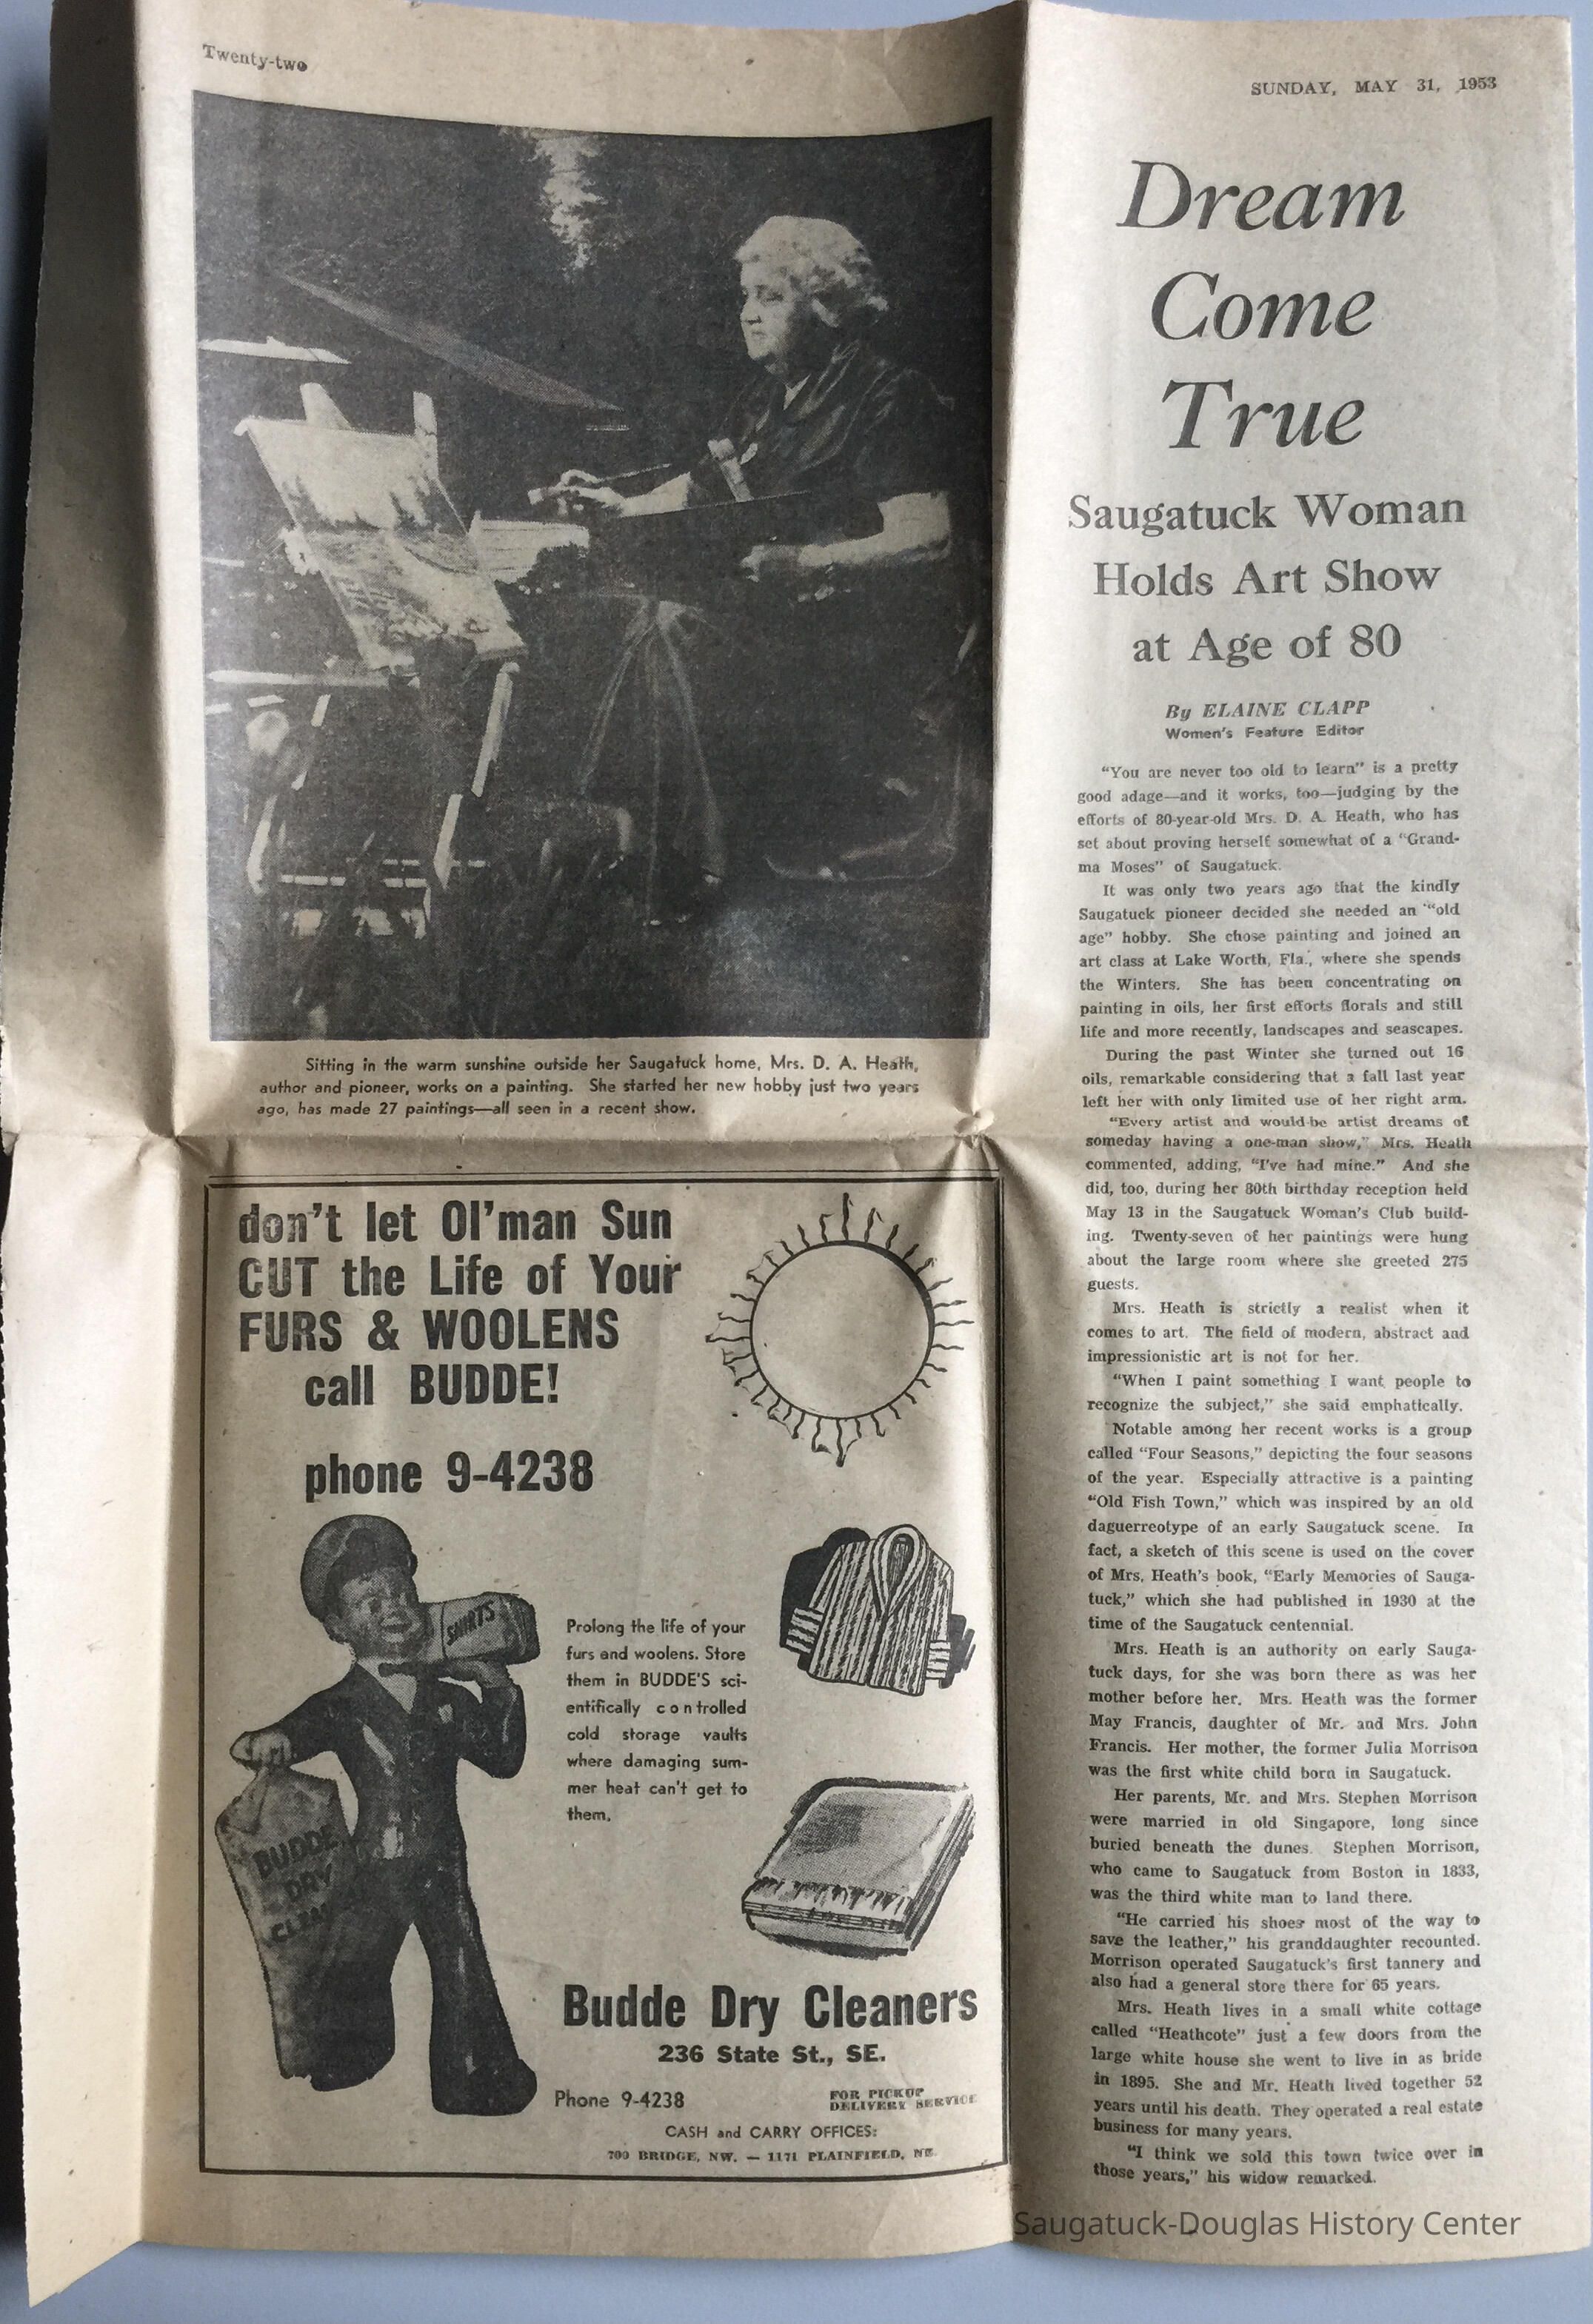 Twenty-two
SUNDAY, MAY 31, 1953
Dream
Come
True
Saugatuck Woman
Holds Art Show
at Age of 80
By ELAINE CLAPP
Women's Feature Editor
"You are never too old to learn" is a pretty
good adage—and it works, too—judging by the
efforts of 80-year-old Mrs. D. A. Heath, who has
set about proving herself somewhat of a "Grand-
ma Moses" of Saugatuck.
It was only two years ago that the kindly
Saugatuck pioneer decided she needed an "old
age" hobby. She chose painting and joined an
art class at Lake Worth, Fla., where she spends
the Winters. She has been concentrating on
painting in oils, her first efforts florals and still
life and more recently, landscapes and seascapes.
During the past Winter she turned out 16
oils, remarkable considering that a fall last year
left her with only limited use of her right arm.
"Every artist and would-be artist dreams of
someday having a one-man show," Mrs. Heath
commented, adding, "I've had mine." And she
did, too, during her 80th birthday reception held
May 13 in the Saugatuck Woman's Club build-
ing. Twenty-seven of her paintings were hung
about the large room where she greeted 275
guests.
Mrs. Heath is strictly a realist when it
comes to art. The field of modern, abstract and
impressionistic art is not for her.
"When I paint something I want people to
recognize the subject," she said emphatically.
Notable among her recent works is a group
called "Four Seasons," depicting the four seasons
of the year. Especially attractive is a painting
"Old Fish Town," which was inspired by an old
daguerreotype of an early Saugatuck scene. In
fact, a sketch of this scene is used on the cover
of Mrs. Heath's book, "Early Memories of Sauga-
tuck," which she had published in 1930 at the
time of the Saugatuck centennial.
Mrs. Heath is an authority on early Sauga-
tuck days, for she was born there as was her
mother before her. Mrs. Heath was the former
May Francis, daughter of Mr. and Mrs. John
Francis. Her mother, the former Julia Morrison
was the first white child born in Saugatuck.
Her parents, Mr. and Mrs. Stephen Morrison
were married in old Singapore, long since
buried beneath the dunes. Stephen Morrison,
who came to Saugatuck from Boston in 1833,
was the third white man to land there.
"He carried his shoes most of the way to
save the leather," his granddaughter recounted.
Morrison operated Saugatuck's first tannery and
also had a general store there for 65 years.
Mrs. Heath lives in a small white cottage
called "Heathcote" just a few doors from the
large white house she went to live in as bride
in 1895. She and Mr. Heath lived together 52
years until his death. They operated a real estate
business for many years.
"I think we sold this town twice over in
those years," his widow remarked.
Sitting in the warm sunshine outside her Saugatuck home, Mrs. D. A. Heath,
author and pioneer, works on a painting. She started her new hobby just two years
ago, has made 27 paintings—all seen in a recent show.
don't let Ol'man Sun
CUT the Life of Your
FURS & WOOLENS
call BUDDE!
phone 9-4238
SHIRTS
BUDDE
DRY
Prolong the life of your
furs and woolens. Store
them in BUDDE'S sci-
entifically controlled
cold storage vaults
where damaging sum-
mer heat can't get to
them.
Budde Dry Cleaners
236 State St., SE.
Phone 9-4238
FOR PICKUP
DELIVERY SERVICE
CASH and CARRY OFFICES:
700 BRIDGE, NW. — 1171 PLAINFIELD, NE.
Saugatuck-Douglas History Center